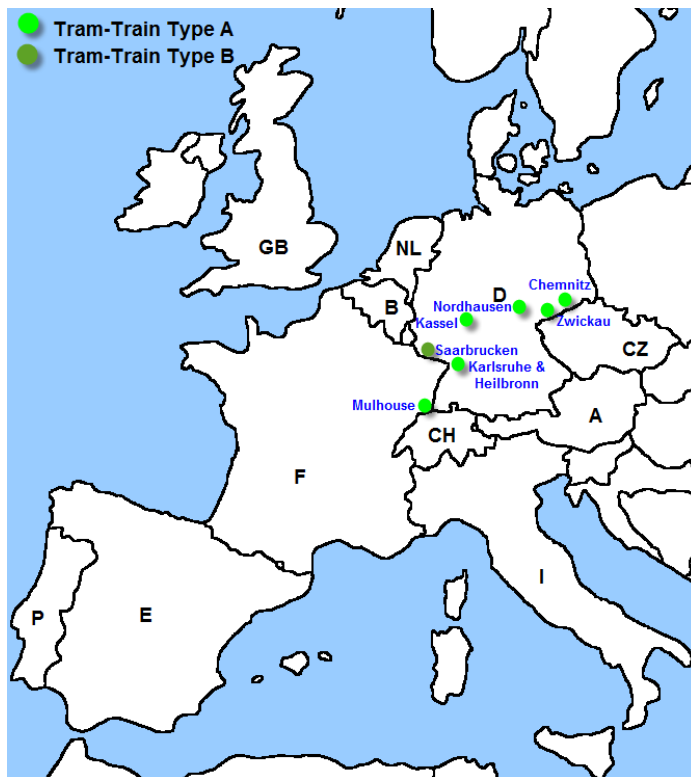 Tram-Train Type A
Tram-Train Type B
GB
NL
D
Chemnitz
B
Nordhausen
Kassel
Zwickau
Saarbrucken
CZ
Karlsruhe &
Heilbronn
Mulhouse
A
CH
F
I
P
E